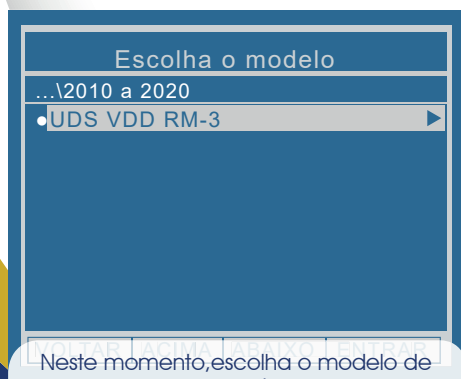 Escolha o modelo
...\2010 a 2020
●UDS VDD RM-3
VOLTAR ACIMA ABAIXO ENTRAR
Neste momento,escolha o modelo de